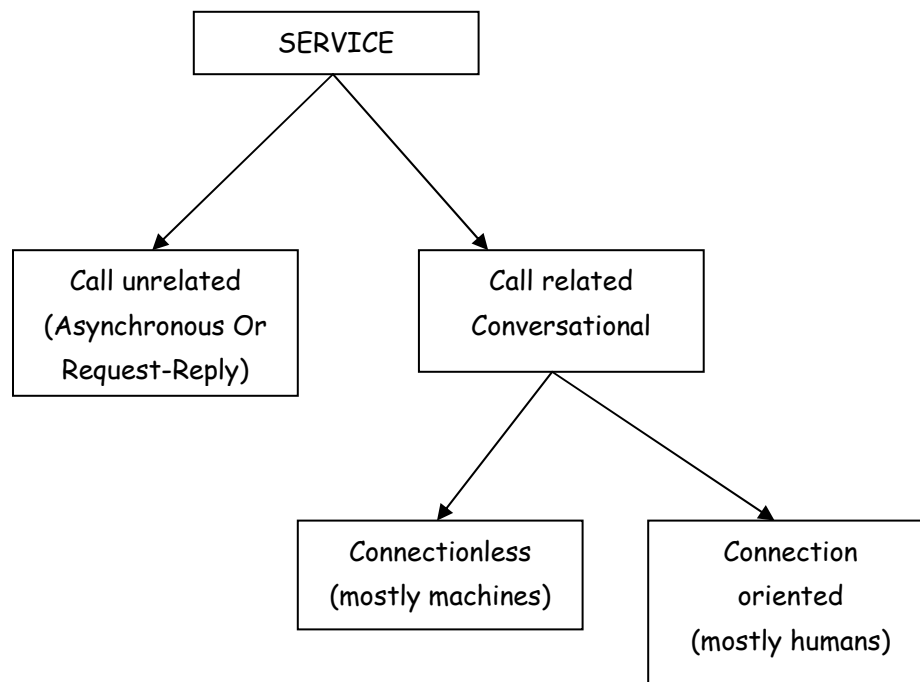 SERVICE
Call unrelated
(Asynchronous Or
Request-Reply)
Call related
Conversational
Connectionless
(mostly machines)
Connection
oriented
(mostly humans)